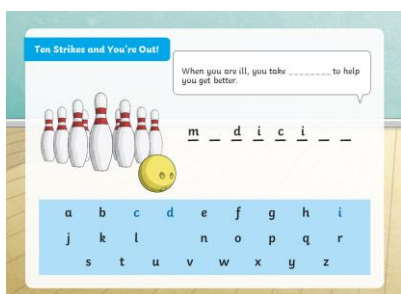 Ten Strikes and You're Out!
When you are ill, you take ________ to help
you get better.
m _ d i c i _ _
a b c d e f g h i
j k l n o p q r
s t u v w x y z